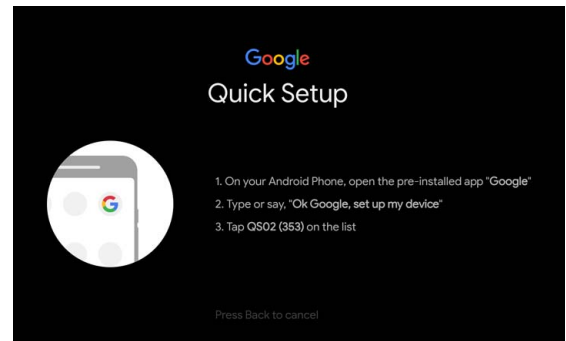 Google
Quick Setup
G
1. On your Android Phone, open the pre-installed app "Google"
2. Type or say, "Ok Google, set up my device"
3. Tap QS02 (353) on the list
Press Back to cancel